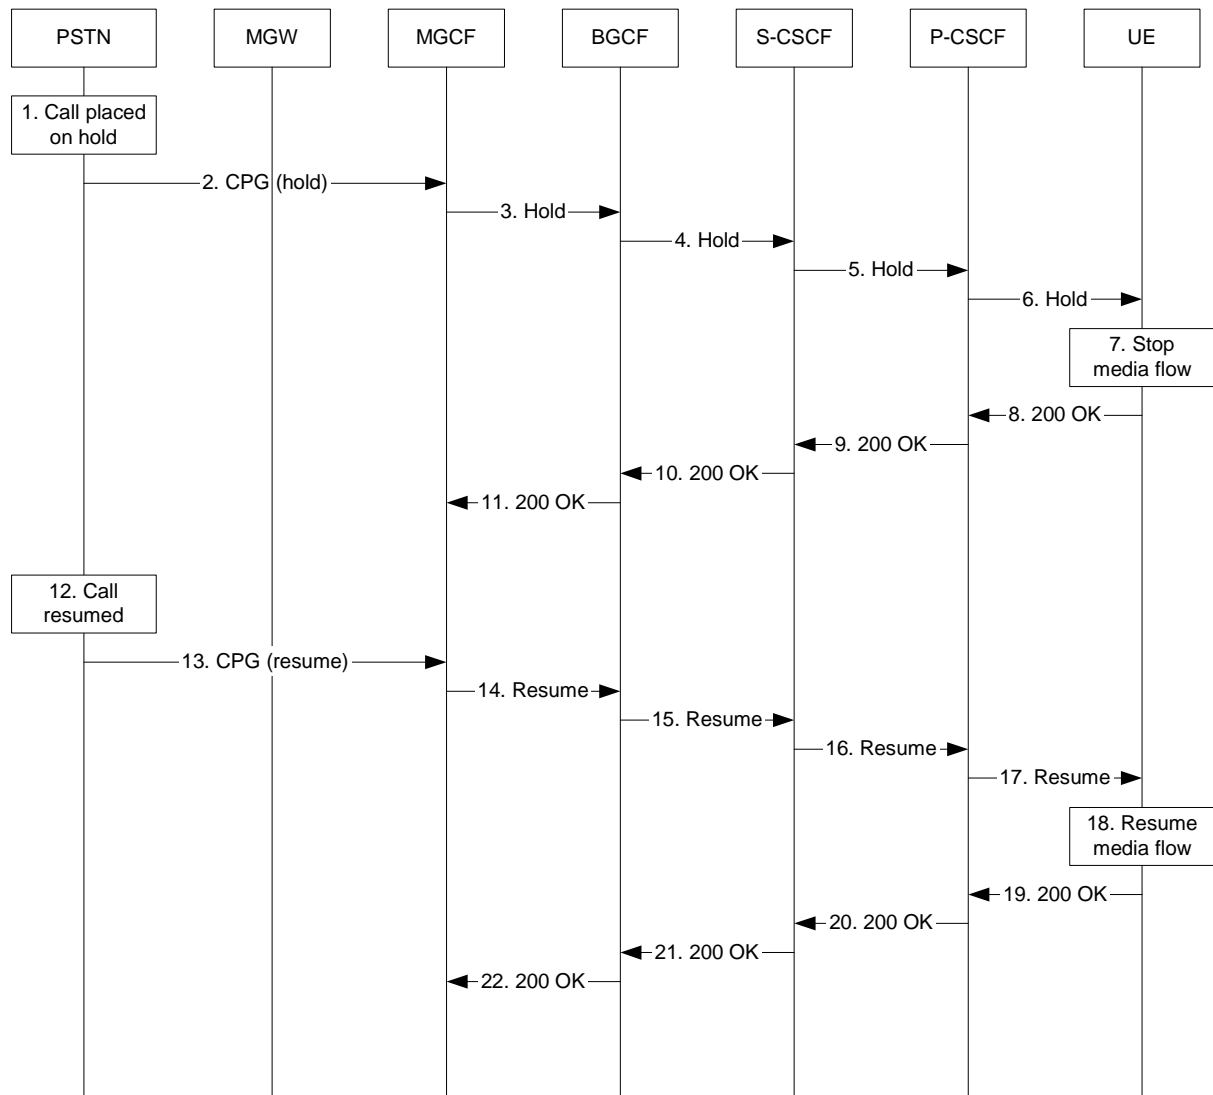 PSTN
MGW
MGCF
BGCF
S-CSCF
P-CSCF
UE
1. Call placed
on hold
2. CPG (hold)
3. Hold
4. Hold
5. Hold
6. Hold
7. Stop
media flow
8. 200 OK
9. 200 OK
10. 200 OK
11. 200 OK
12. Call
resumed
13. CPG (resume)
14. Resume
15. Resume
16. Resume
17. Resume
18. Resume
media flow
19. 200 OK
20. 200 OK
21. 200 OK
22. 200 OK